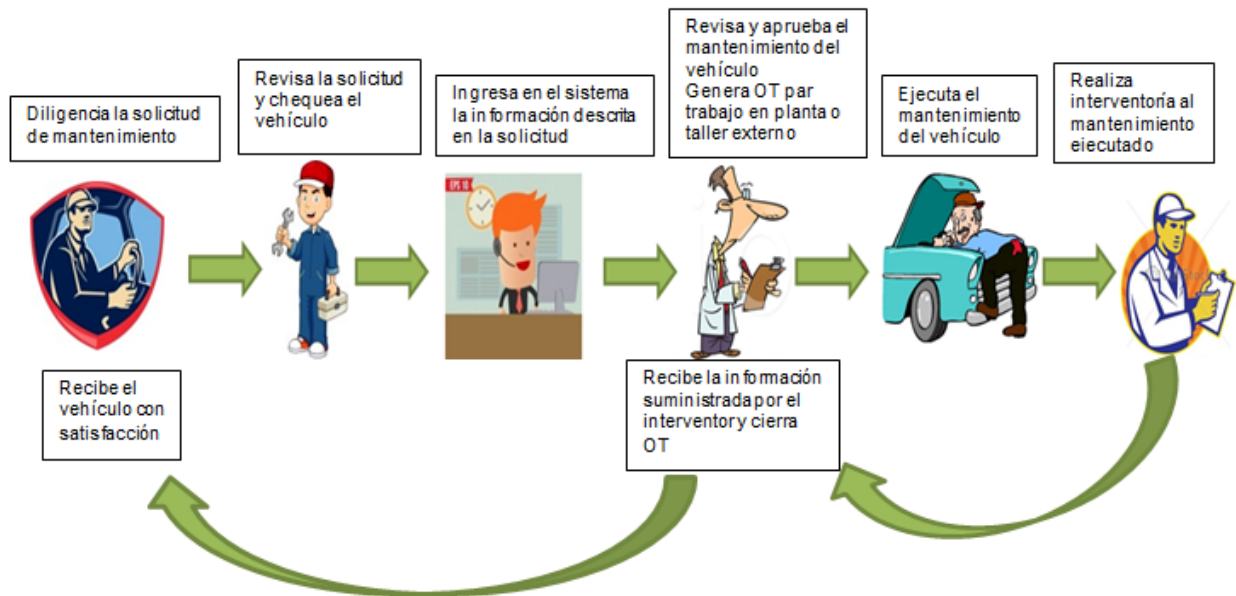 Diligencia la solicitud
de mantenimiento
Revisa la solicitud
y chequea el
vehículo
Ingresa en el sistema
la información descrita
en la solicitud
Revisa y aprueba el
mantenimiento del
vehículo
Genera OT par
trabajo en planta o
taller externo
Ejecuta el
mantenimiento
del vehículo
Realiza
interventoría al
mantenimiento
ejecutado
EPS 10
Recibe el
vehículo con
satisfacción
Recibe la información
suministrada por el
interventor y cierra
OT